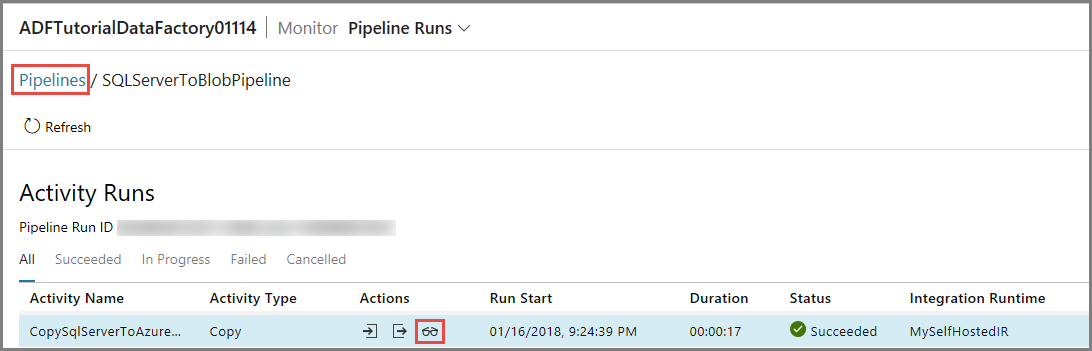 ADFTutorialDataFactory01114 Monitor Pipeline Runs
Pipelines / SQLServerToBlobPipeline
Refresh
Activity Runs
Pipeline Run ID
All Succeeded In Progress Failed Cancelled
Activity Name Activity Type Actions Run Start Duration Status Integration Runtime
CopySqlServerToAzure... Copy 01/16/2018, 9:24:39 PM 00:00:17 Succeeded MySelfHostedIR